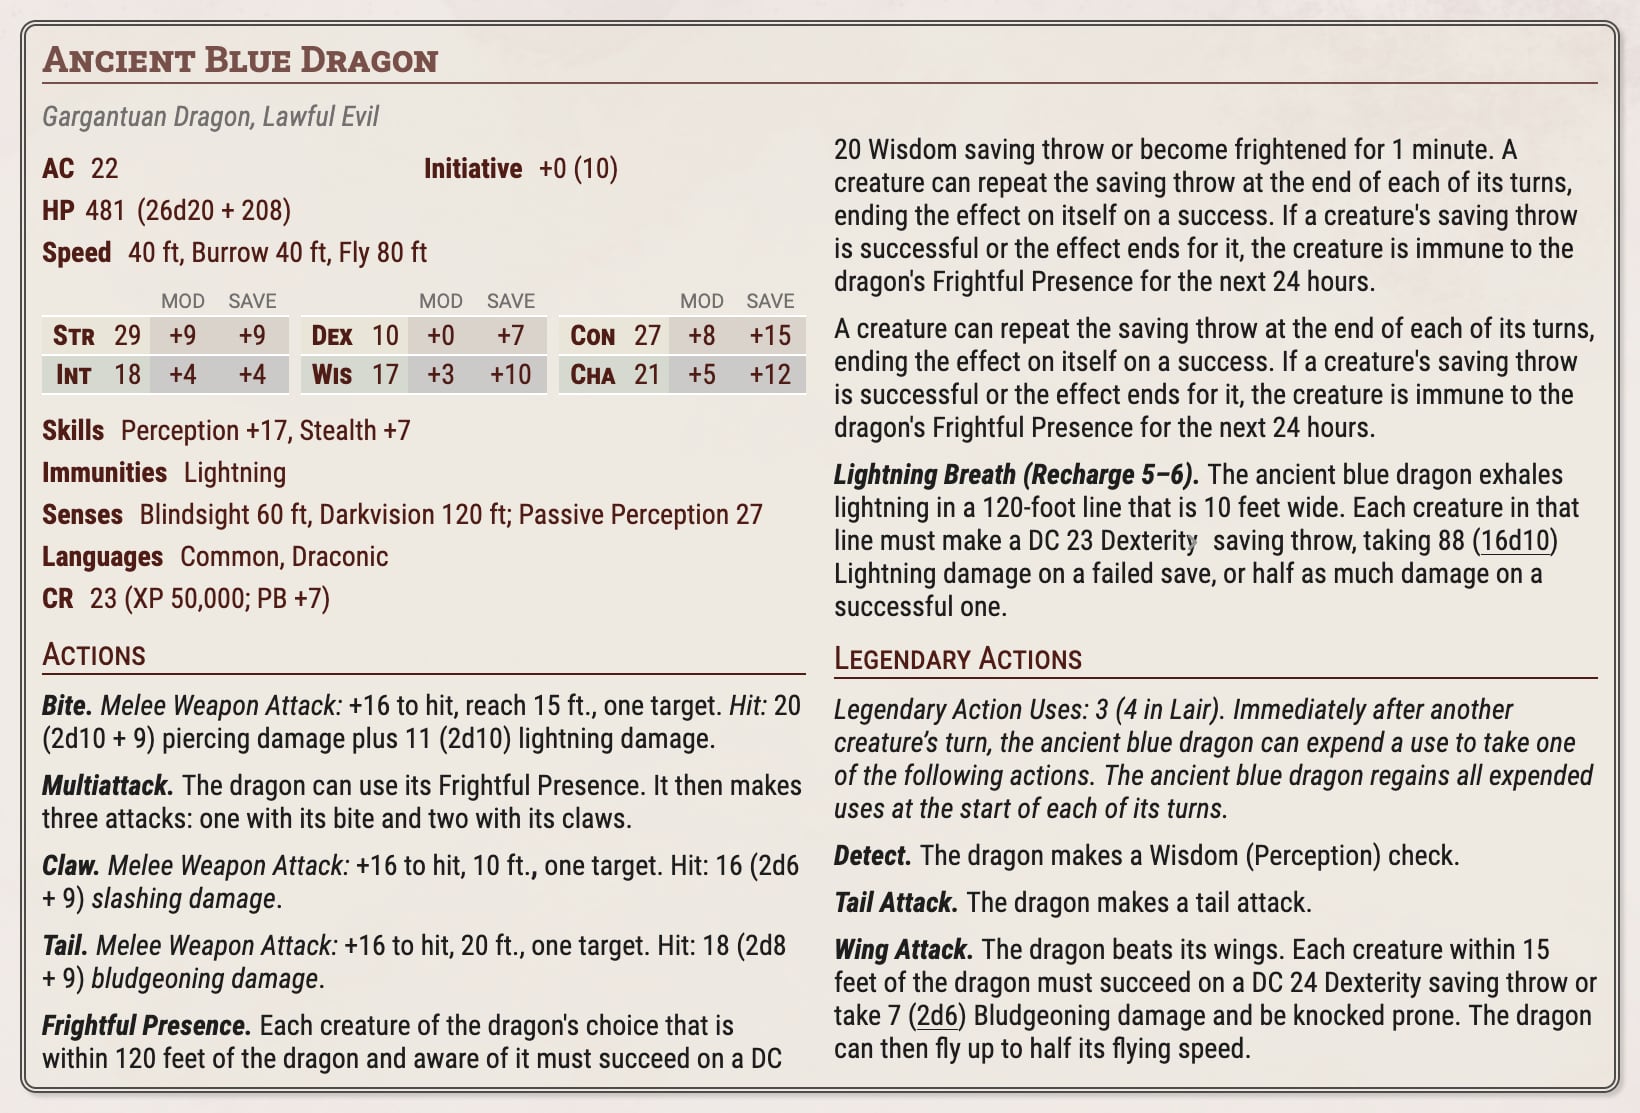 Ancient Blue Dragon
Gargantuan Dragon, Lawful Evil
AC 22 Initiative +0 (10)
HP 481 (26d20 + 208)
Speed 40 ft, Burrow 40 ft, Fly 80 ft
MOD SAVE MOD SAVE MOD SAVE
Str 29 +9 +9 Dex 10 +0 +7 Con 27 +8 +15
Int 18 +4 +4 Wis 17 +3 +10 Cha 21 +5 +12
Skills Perception +17, Stealth +7
Immunities Lightning
Senses Blindsight 60 ft, Darkvision 120 ft; Passive Perception 27
Languages Common, Draconic
CR 23 (XP 50,000; PB +7)
Actions
Bite. Melee Weapon Attack: +16 to hit, reach 15 ft., one target. Hit: 20
(2d10 + 9) piercing damage plus 11 (2d10) lightning damage.
Multiattack. The dragon can use its Frightful Presence. It then makes
three attacks: one with its bite and two with its claws.
Claw. Melee Weapon Attack: +16 to hit, 10 ft., one target. Hit: 16 (2d6
+ 9) slashing damage.
Tail. Melee Weapon Attack: +16 to hit, 20 ft., one target. Hit: 18 (2d8
+ 9) bludgeoning damage.
Frightful Presence. Each creature of the dragon's choice that is
within 120 feet of the dragon and aware of it must succeed on a DC
20 Wisdom saving throw or become frightened for 1 minute. A
creature can repeat the saving throw at the end of each of its turns,
ending the effect on itself on a success. If a creature's saving throw
is successful or the effect ends for it, the creature is immune to the
dragon's Frightful Presence for the next 24 hours.
A creature can repeat the saving throw at the end of each of its turns,
ending the effect on itself on a success. If a creature's saving throw
is successful or the effect ends for it, the creature is immune to the
dragon's Frightful Presence for the next 24 hours.
Lightning Breath (Recharge 5–6). The ancient blue dragon exhales
lightning in a 120-foot line that is 10 feet wide. Each creature in that
line must make a DC 23 Dexterity saving throw, taking 88 (16d10)
Lightning damage on a failed save, or half as much damage on a
successful one.
Legendary Actions
Legendary Action Uses: 3 (4 in Lair). Immediately after another
creature’s turn, the ancient blue dragon can expend a use to take one
of the following actions. The ancient blue dragon regains all expended
uses at the start of each of its turns.
Detect. The dragon makes a Wisdom (Perception) check.
Tail Attack. The dragon makes a tail attack.
Wing Attack. The dragon beats its wings. Each creature within 15
feet of the dragon must succeed on a DC 24 Dexterity saving throw or
take 7 (2d6) Bludgeoning damage and be knocked prone. The dragon
can then fly up to half its flying speed.